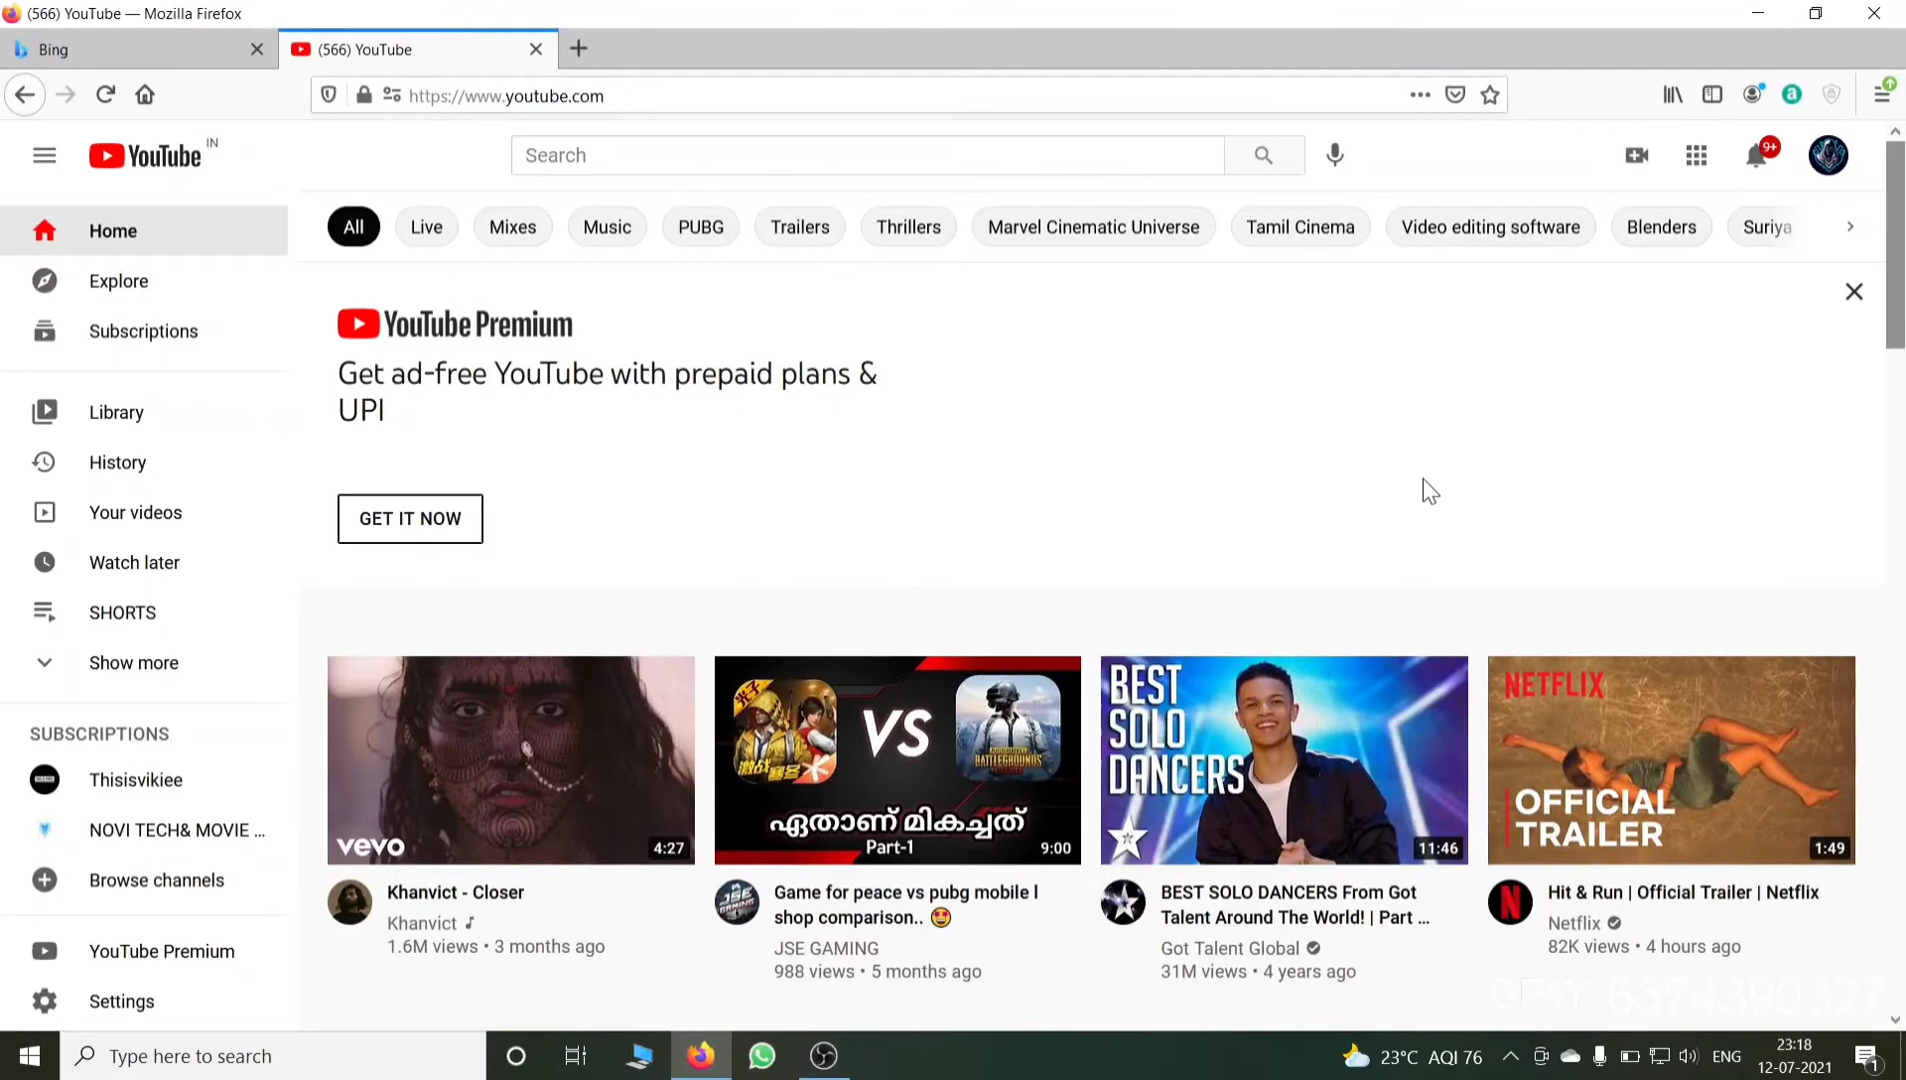 (566) YouTube — Mozilla Firefox
Bing
(566) YouTube
https://www.youtube.com
YouTube IN
Search
9+
Home
Explore
Subscriptions
Library
History
Your videos
Watch later
SHORTS
Show more
SUBSCRIPTIONS
Thisisvikiee
NOVI TECH& MOVIE ...
Browse channels
YouTube Premium
Settings
All Live Mixes Music PUBG Trailers Thrillers Marvel Cinematic Universe Tamil Cinema Video editing software Blenders Suriya
YouTube Premium
Get ad-free YouTube with prepaid plans &
UPI
GET IT NOW
vevo
4:27
Khanvict - Closer
Khanvict
1.6M views • 3 months ago
VS
BATTLEGROUNDS
ഏതാണ് മികച്ചത്
Part-1
9:00
Game for peace vs pubg mobile l
shop comparison.. 🤩
JSE GAMING
988 views • 5 months ago
BEST
SOLO
DANCERS
11:46
BEST SOLO DANCERS From Got
Talent Around The World! | Part ...
Got Talent Global
31M views • 4 years ago
NETFLIX
OFFICIAL
TRAILER
1:49
Hit & Run | Official Trailer | Netflix
Netflix
82K views • 4 hours ago
Type here to search
23°C AQI 76
ENG
23:18
12-07-2021
1